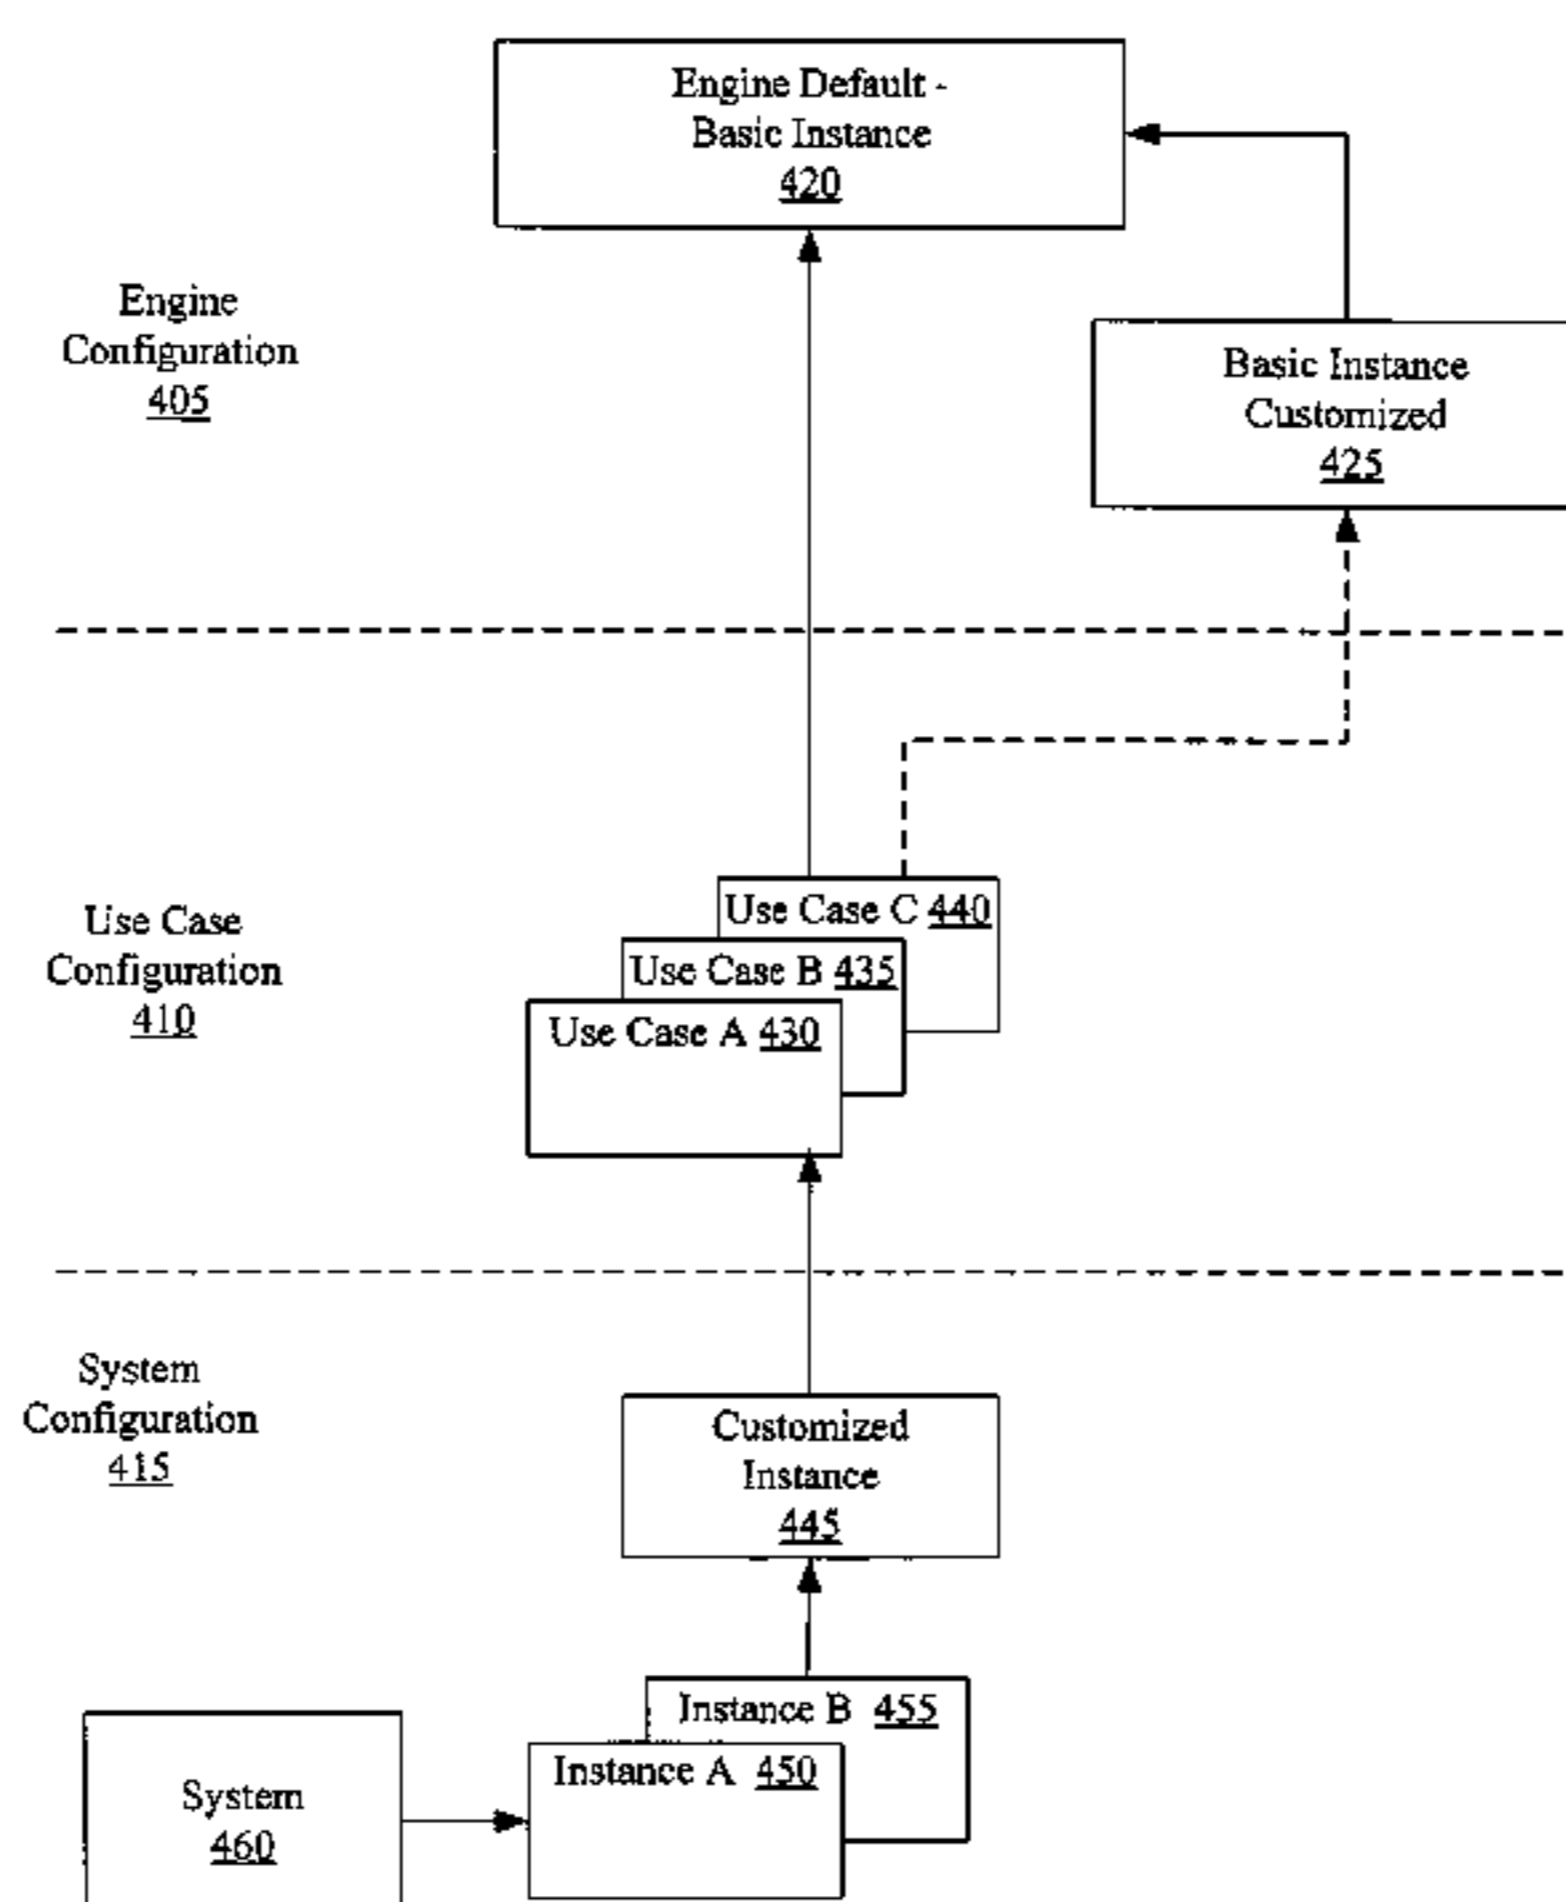 Engine Default -
Basic Instance
420
Engine
Configuration
405
Basic Instance
Customized
425
Use Case
Configuration
410
Use Case C 440
Use Case B 435
Use Case A 430
System
Configuration
415
Customized
Instance
445
Instance B 455
Instance A 450
System
460